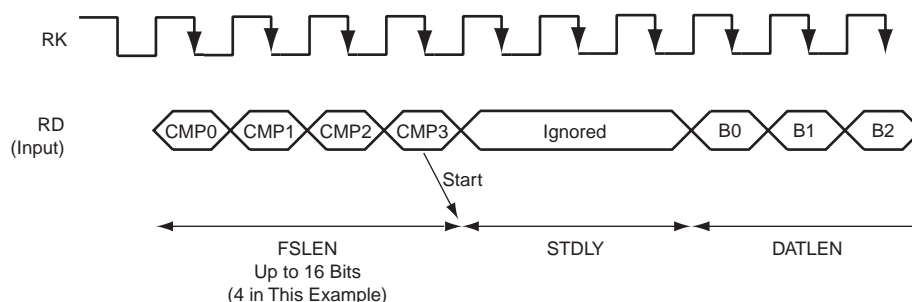 RK
RD
(Input)
CMP0 CMP1 CMP2 CMP3 Ignored B0 B1 B2
Start
FSLEN STDLY DATLEN
Up to 16 Bits
(4 in This Example)